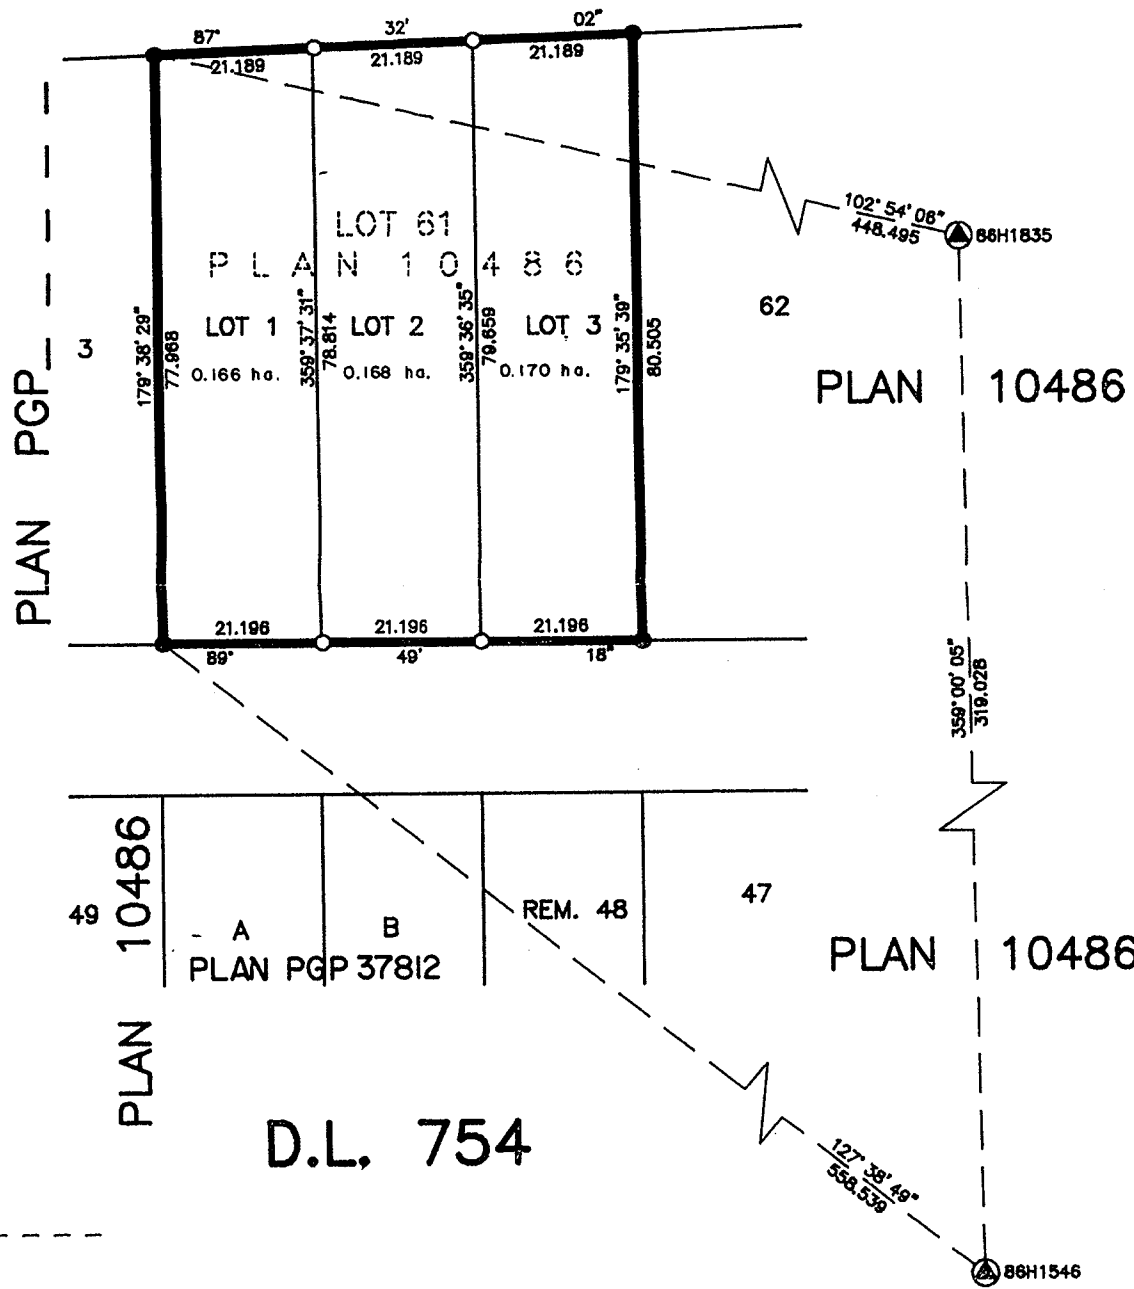 87° 32' 02"
21.189 21.189 21.189
102° 54' 06"
448.495
86H1835
LOT 61
PLAN 10486
PLAN PGP
3
179° 38' 29"
77.968
LOT 1
0.166 ha.
359° 37' 31"
78.814
LOT 2
0.168 ha.
359° 36' 35"
79.659
LOT 3
0.170 ha.
179° 35' 39"
80.505
62
PLAN 10486
21.196 21.196 21.196
89° 49' 18"
359° 00' 05"
319.028
49
PLAN 10486
A
B
PLAN PGP 37812
REM. 48
47
PLAN 10486
D.L. 754
127° 38' 49"
558.539
86H1546